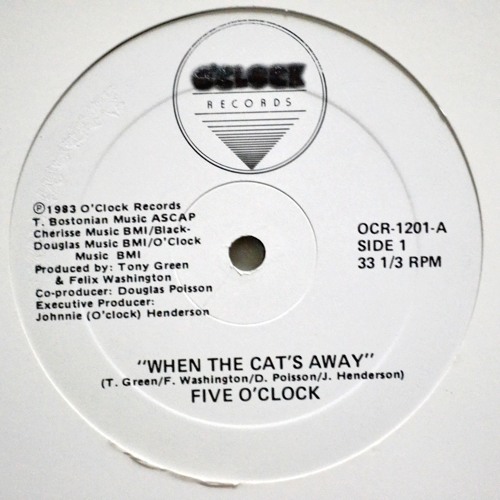 O'CLOCK
RECORDS
Ⓟ1983 O'Clock Records
T. Bostonian Music ASCAP
Cherisse Music BMI/Black-
Douglas Music BMI/O'Clock
Music BMI
Produced by: Tony Green
& Felix Washington
Co-producer: Douglas Poisson
Executive Producer:
Johnnie (O'clock) Henderson
OCR-1201-A
SIDE 1
33 1/3 RPM
"WHEN THE CAT'S AWAY"
(T. Green/F. Washington/D. Poisson/J. Henderson)
FIVE O'CLOCK